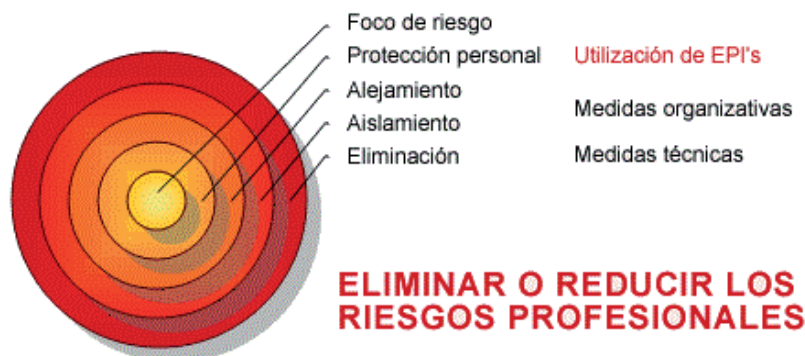 Foco de riesgo
Protección personal
Utilización de EPI's
Alejamiento
Medidas organizativas
Aislamiento
Eliminación
Medidas técnicas
ELIMINAR O REDUCIR LOS
RIESGOS PROFESIONALES